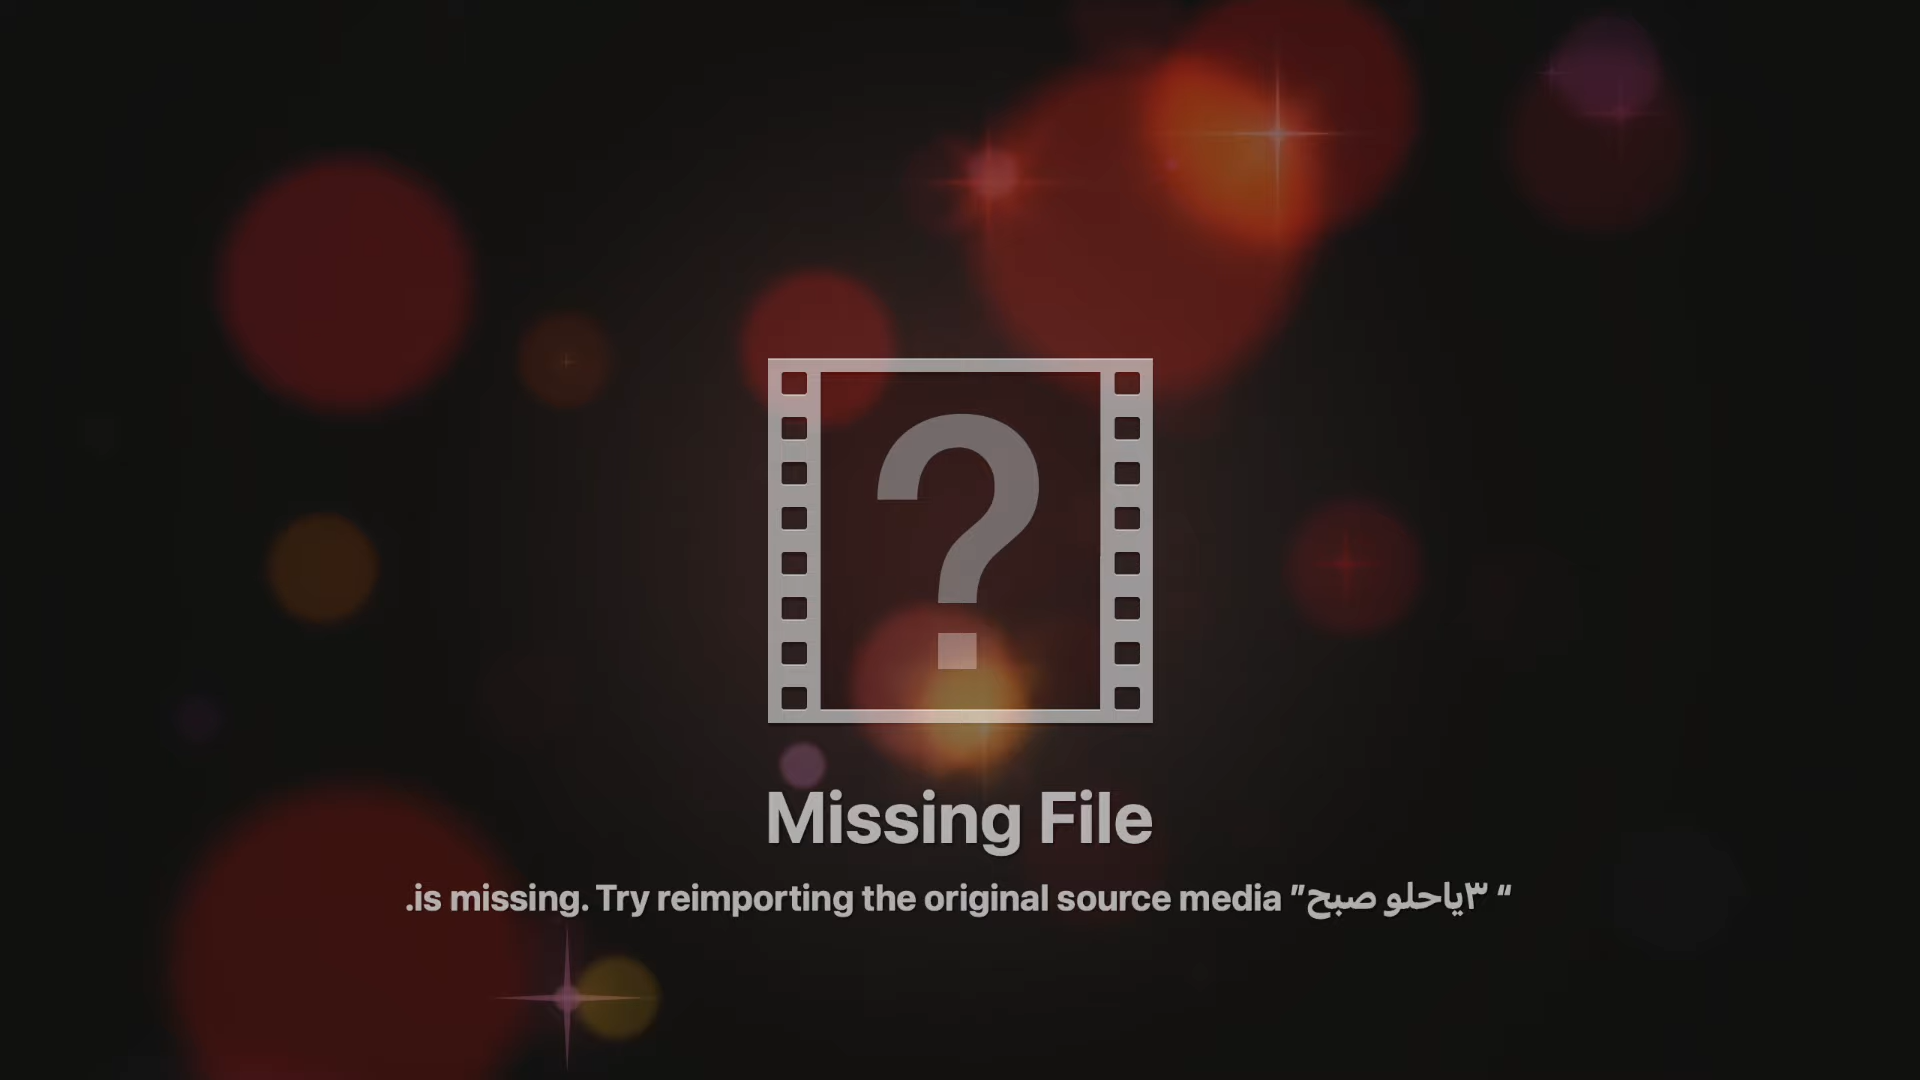 ?
Missing File
“ ٣ياحلو صبح” is missing. Try reimporting the original source media.